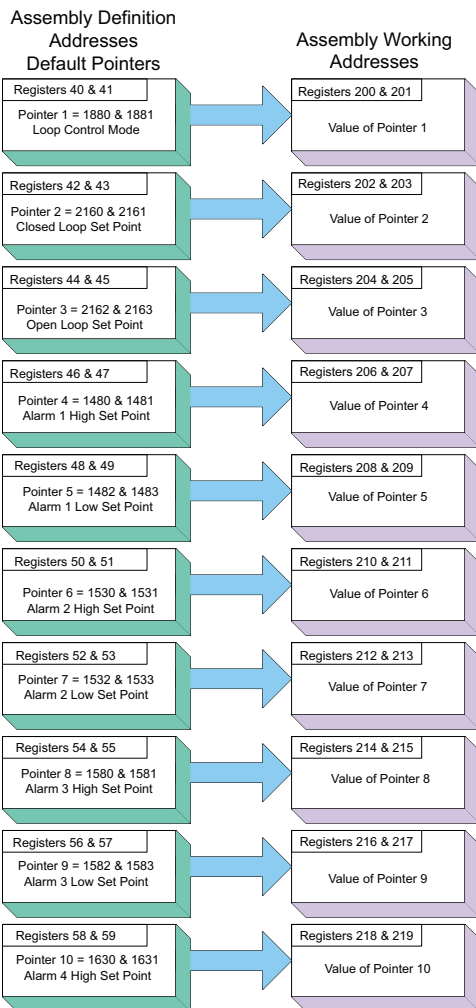 Assembly Definition
Addresses
Default Pointers
Assembly Working
Addresses
Registers 40 & 41
Pointer 1 = 1880 & 1881
Loop Control Mode
Registers 200 & 201
Value of Pointer 1
Registers 42 & 43
Pointer 2 = 2160 & 2161
Closed Loop Set Point
Registers 202 & 203
Value of Pointer 2
Registers 44 & 45
Pointer 3 = 2162 & 2163
Open Loop Set Point
Registers 204 & 205
Value of Pointer 3
Registers 46 & 47
Pointer 4 = 1480 & 1481
Alarm 1 High Set Point
Registers 206 & 207
Value of Pointer 4
Registers 48 & 49
Pointer 5 = 1482 & 1483
Alarm 1 Low Set Point
Registers 208 & 209
Value of Pointer 5
Registers 50 & 51
Pointer 6 = 1530 & 1531
Alarm 2 High Set Point
Registers 210 & 211
Value of Pointer 6
Registers 52 & 53
Pointer 7 = 1532 & 1533
Alarm 2 Low Set Point
Registers 212 & 213
Value of Pointer 7
Registers 54 & 55
Pointer 8 = 1580 & 1581
Alarm 3 High Set Point
Registers 214 & 215
Value of Pointer 8
Registers 56 & 57
Pointer 9 = 1582 & 1583
Alarm 3 Low Set Point
Registers 216 & 217
Value of Pointer 9
Registers 58 & 59
Pointer 10 = 1630 & 1631
Alarm 4 High Set Point
Registers 218 & 219
Value of Pointer 10